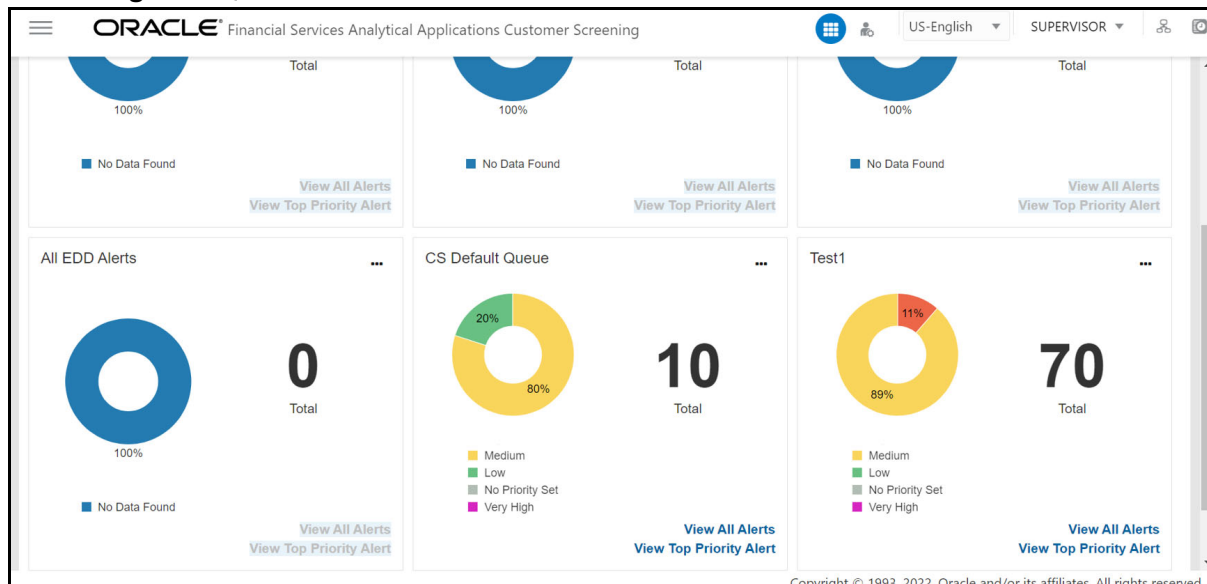 ORACLE® Financial Services Analytical Applications Customer Screening
US-English
SUPERVISOR
Total
Total
Total
100%
100%
100%
No Data Found
No Data Found
No Data Found
View All Alerts
View All Alerts
View All Alerts
View Top Priority Alert
View Top Priority Alert
View Top Priority Alert
All EDD Alerts
0
Total
100%
No Data Found
View All Alerts
View Top Priority Alert
CS Default Queue
20%
80%
10
Total
Medium
Low
No Priority Set
Very High
View All Alerts
View Top Priority Alert
Test1
11%
89%
70
Total
Medium
Low
No Priority Set
Very High
View All Alerts
View Top Priority Alert
Copyright © 1993, 2022, Oracle and/or its affiliates. All rights reserved